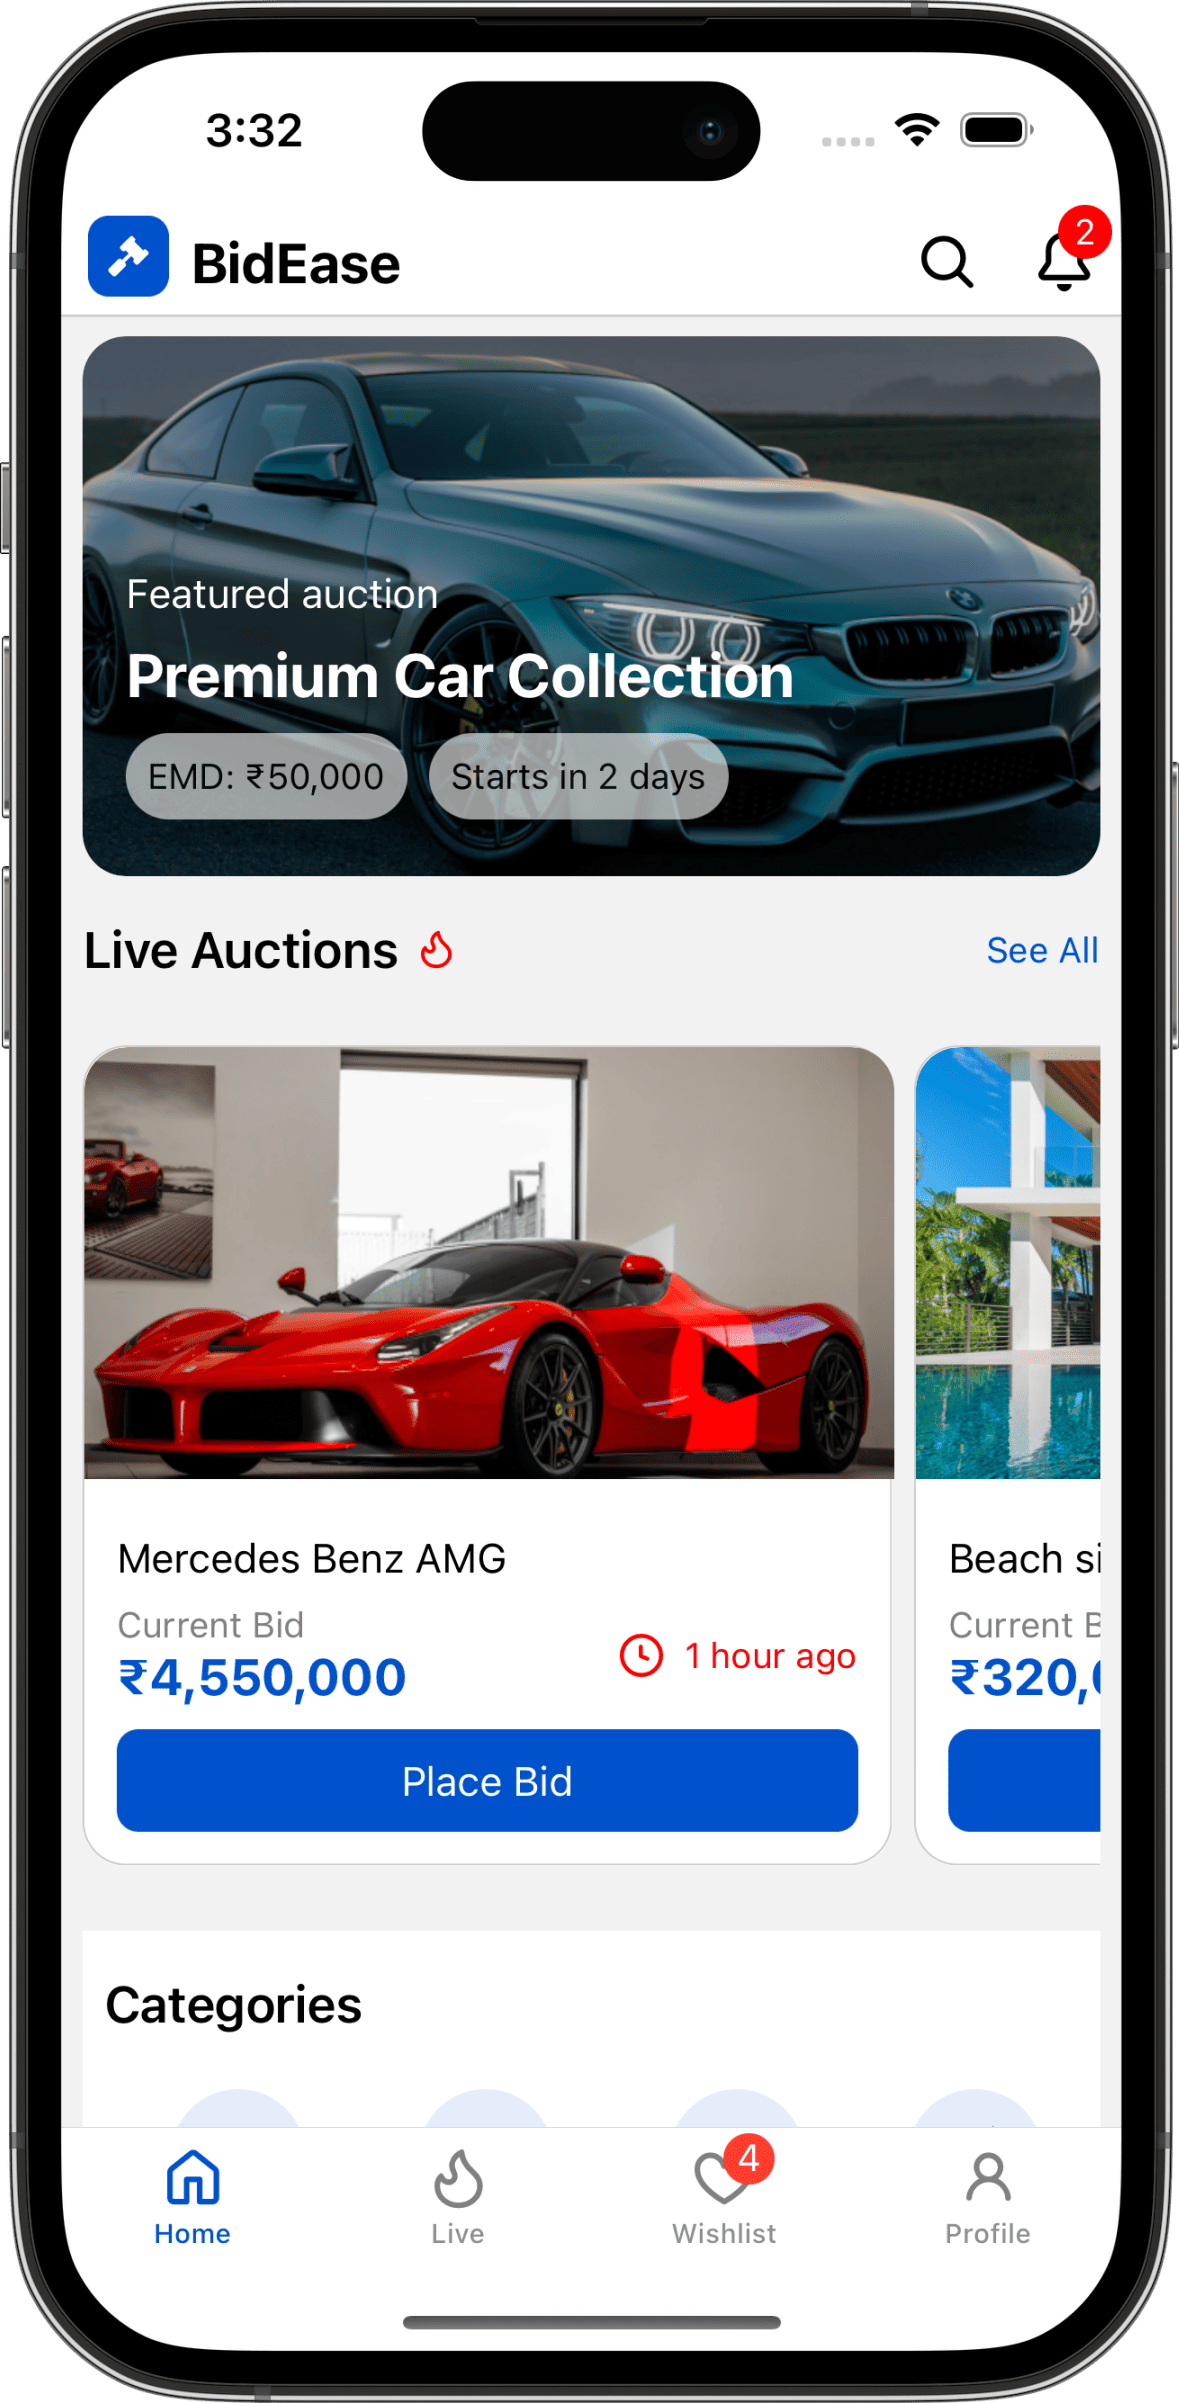 3:32
BidEase
2
Featured auction
Premium Car Collection
EMD: ₹50,000 Starts in 2 days
Live Auctions See All
Mercedes Benz AMG
Current Bid
₹4,550,000
1 hour ago
Place Bid
Beach si
Current B
₹320,0
Categories
4
Home Live Wishlist Profile